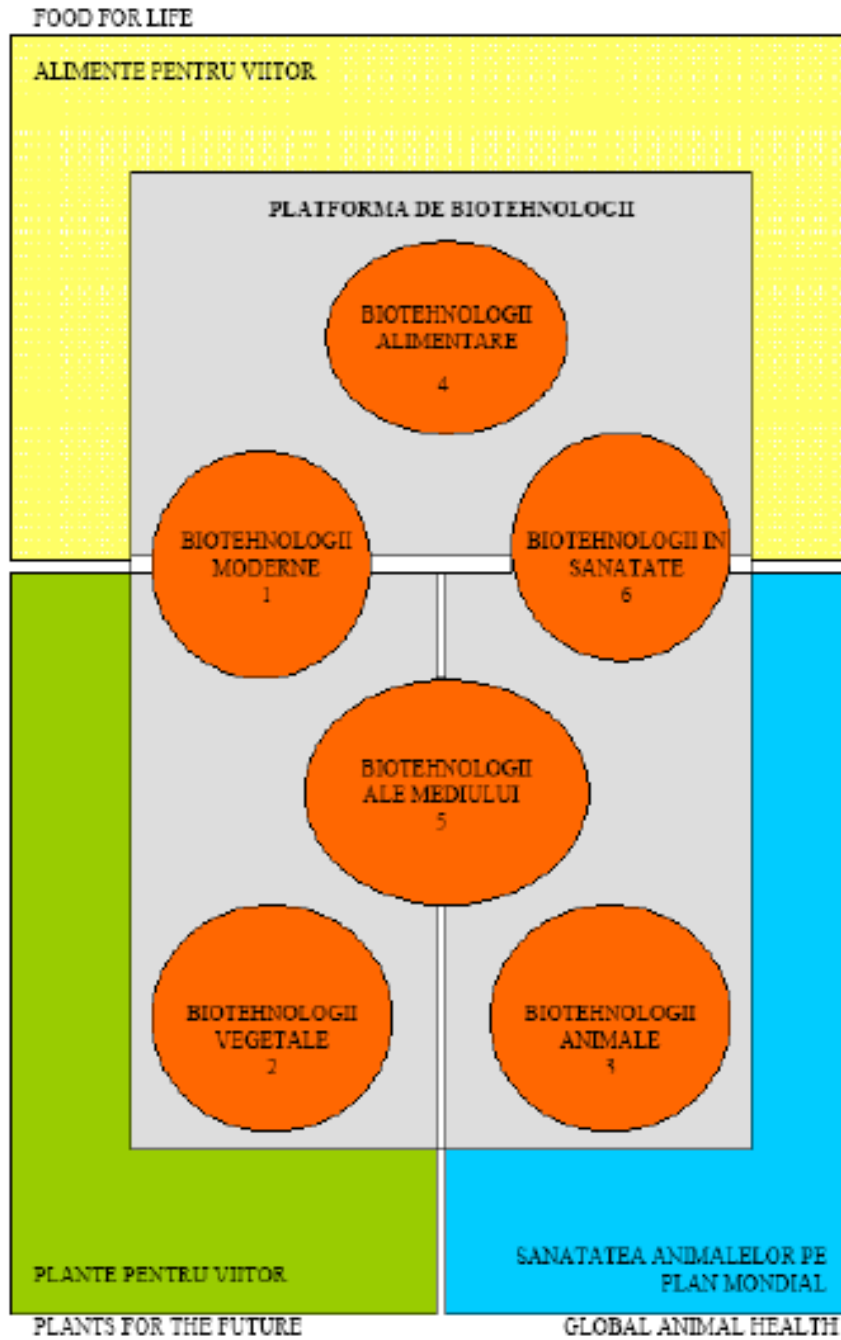 FOOD FOR LIFE
ALIMENTE PENTRU VIITOR
PLATFORMA DE BIOTEHNOLOGII
BIOTEHNOLOGII
ALIMENTARE
4
BIOTEHNOLOGII
MODERNE
1
BIOTEHNOLOGII IN
SANATATE
6
BIOTEHNOLOGII
ALE MEDIULUI
5
BIOTEHNOLOGII
VEGETALE
2
BIOTEHNOLOGII
ANIMALE
3
PLANTE PENTRU VIITOR
SANATATEA ANIMALELOR PE
PLAN MONDIAL
PLANTS FOR THE FUTURE
GLOBAL ANIMAL HEALTH